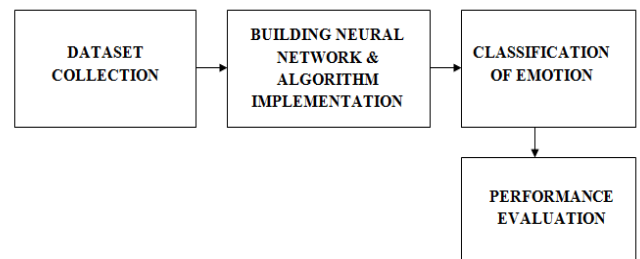 DATASET
COLLECTION
BUILDING NEURAL
NETWORK &
ALGORITHM
IMPLEMENTATION
CLASSIFICATION
OF EMOTION
PERFORMANCE
EVALUATION